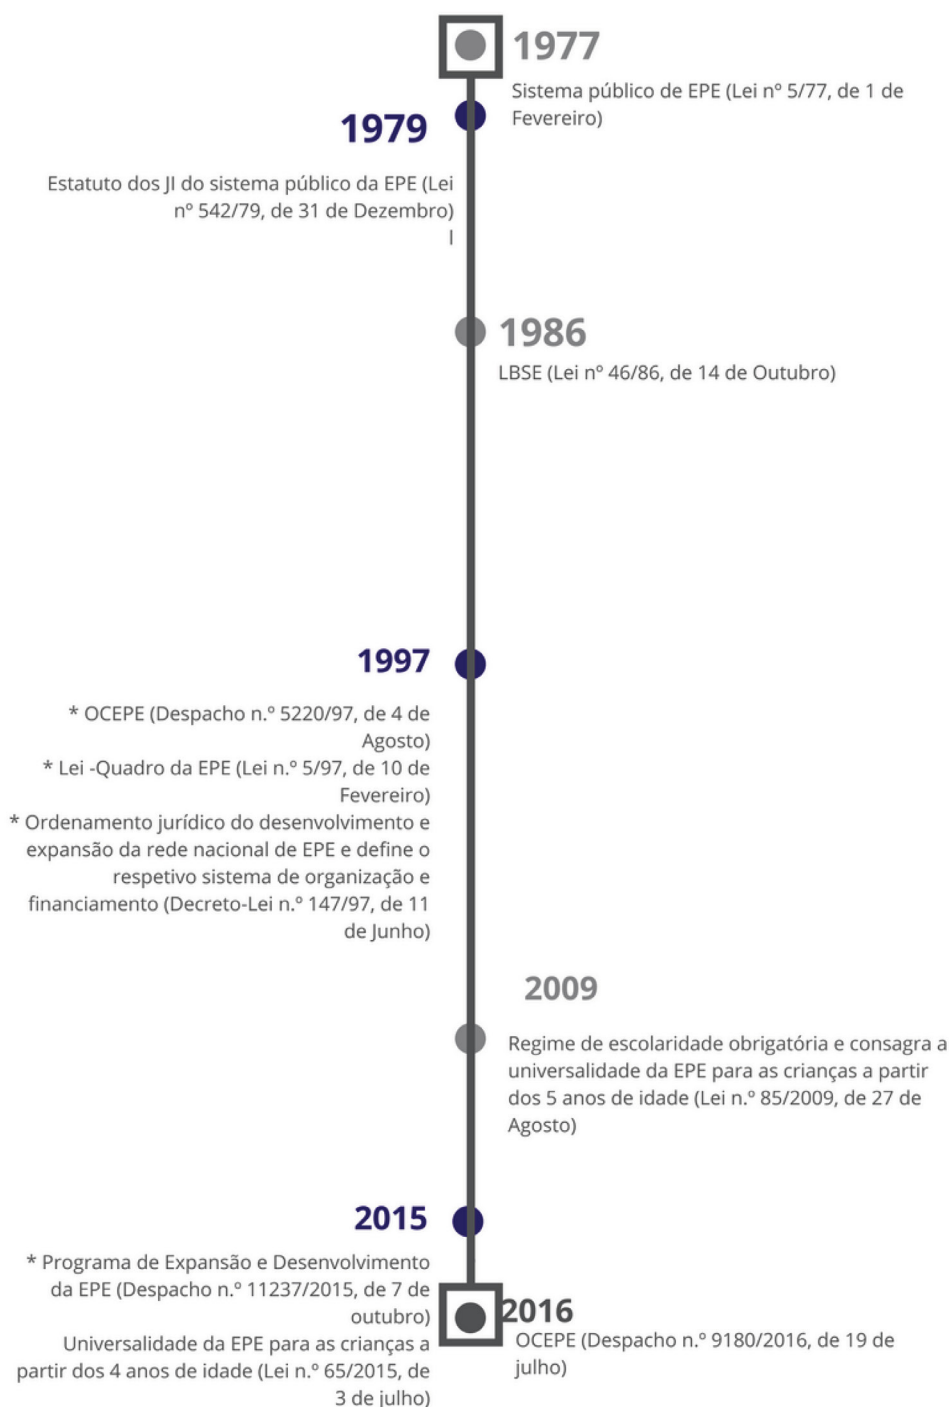 1977
Sistema público de EPE (Lei nº 5/77, de 1 de
Fevereiro)
1979
Estatuto dos JI do sistema público da EPE (Lei
nº 542/79, de 31 de Dezembro)
l
1986
LBSE (Lei nº 46/86, de 14 de Outubro)
1997
* OCEPE (Despacho n.º 5220/97, de 4 de
Agosto)
* Lei -Quadro da EPE (Lei n.º 5/97, de 10 de
Fevereiro)
* Ordenamento jurídico do desenvolvimento e
expansão da rede nacional de EPE e define o
respetivo sistema de organização e
financiamento (Decreto-Lei n.º 147/97, de 11
de Junho)
2009
Regime de escolaridade obrigatória e consagra a
universalidade da EPE para as crianças a partir
dos 5 anos de idade (Lei n.º 85/2009, de 27 de
Agosto)
2015
* Programa de Expansão e Desenvolvimento
da EPE (Despacho n.º 11237/2015, de 7 de
outubro)
Universalidade da EPE para as crianças a
partir dos 4 anos de idade (Lei n.º 65/2015, de
3 de julho)
2016
OCEPE (Despacho n.º 9180/2016, de 19 de
julho)